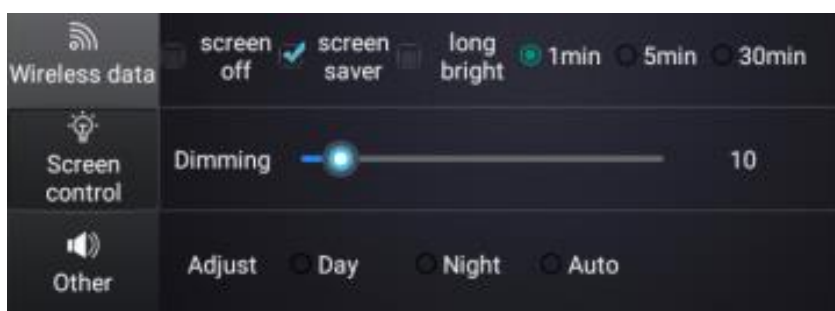 Wireless data
screen off
screen saver
long bright
1min
5min
30min
Screen control
Dimming
10
Other
Adjust
Day
Night
Auto